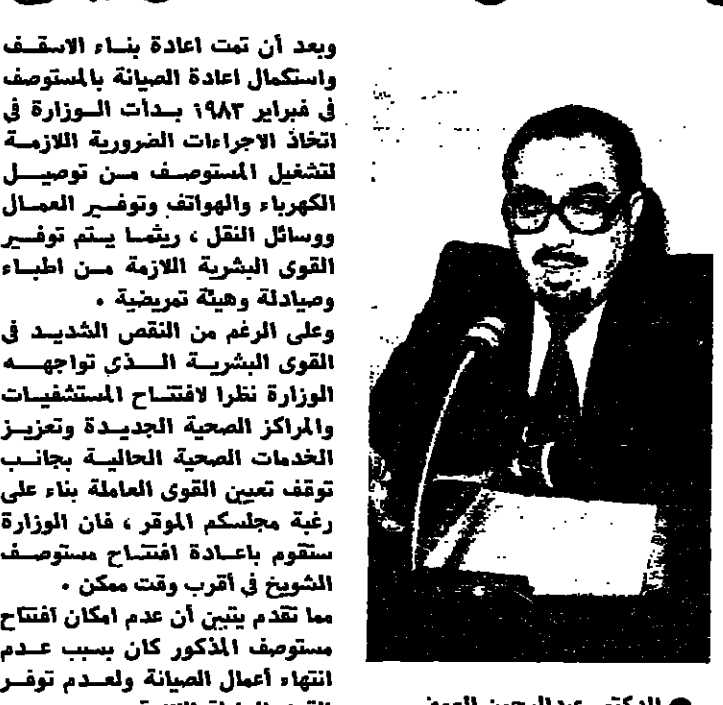 وبعد أن تمت اعادة بناء الاسقف
واستكمال اعادة الصيانة بالمستوصف
في فبراير ١٩٨٣ بدأت الوزارة في
اتخاذ الاجراءات الضرورية اللازمة
لتشغيل المستوصف من توصيل
الكهرباء والهواتف وتوفير العمال
ووسائل النقل ، ريثما يتم توفير
القوى البشرية اللازمة من اطباء
وصيادلة وهيئة تمريضية .
وعلى الرغم من النقص الشديد في
القوى البشرية الذي تواجهه
الوزارة نظرا لافتتاح المستشفيات
والمراكز الصحية الجديدة وتعزيز
الخدمات الصحية الحالية بجانب
توقف تعيين القوى العاملة بناء على
رغبة مجلسكم الموقر ، فان الوزارة
ستقوم باعادة افتتاح مستوصف
الشويخ في أقرب وقت ممكن .
مما تقدم يتبين أن عدم امكان افتتاح
مستوصف المذكور كان بسبب عدم
انتهاء أعمال الصيانة ولعدم توفر
● الدكتور عبدالرحمن العوضي